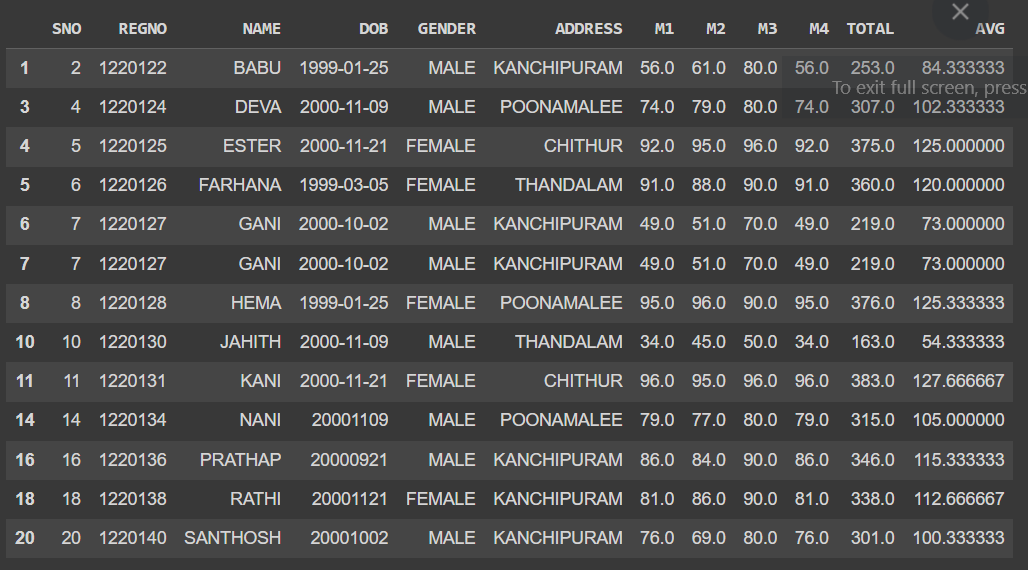 SNO REGNO NAME DOB GENDER ADDRESS M1 M2 M3 M4 TOTAL AVG
1 2 1220122 BABU 1999-01-25 MALE KANCHIPURAM 56.0 61.0 80.0 56.0 253.0 84.333333
To exit full screen, press
3 4 1220124 DEVA 2000-11-09 MALE POONAMALEE 74.0 79.0 80.0 74.0 307.0 102.333333
4 5 1220125 ESTER 2000-11-21 FEMALE CHITHUR 92.0 95.0 96.0 92.0 375.0 125.000000
5 6 1220126 FARHANA 1999-03-05 FEMALE THANDALAM 91.0 88.0 90.0 91.0 360.0 120.000000
6 7 1220127 GANI 2000-10-02 MALE KANCHIPURAM 49.0 51.0 70.0 49.0 219.0 73.000000
7 7 1220127 GANI 2000-10-02 MALE KANCHIPURAM 49.0 51.0 70.0 49.0 219.0 73.000000
8 8 1220128 HEMA 1999-01-25 FEMALE POONAMALEE 95.0 96.0 90.0 95.0 376.0 125.333333
10 10 1220130 JAHITH 2000-11-09 MALE THANDALAM 34.0 45.0 50.0 34.0 163.0 54.333333
11 11 1220131 KANI 2000-11-21 FEMALE CHITHUR 96.0 95.0 96.0 96.0 383.0 127.666667
14 14 1220134 NANI 20001109 MALE POONAMALEE 79.0 77.0 80.0 79.0 315.0 105.000000
16 16 1220136 PRATHAP 20000921 MALE KANCHIPURAM 86.0 84.0 90.0 86.0 346.0 115.333333
18 18 1220138 RATHI 20001121 FEMALE KANCHIPURAM 81.0 86.0 90.0 81.0 338.0 112.666667
20 20 1220140 SANTHOSH 20001002 MALE KANCHIPURAM 76.0 69.0 80.0 76.0 301.0 100.333333